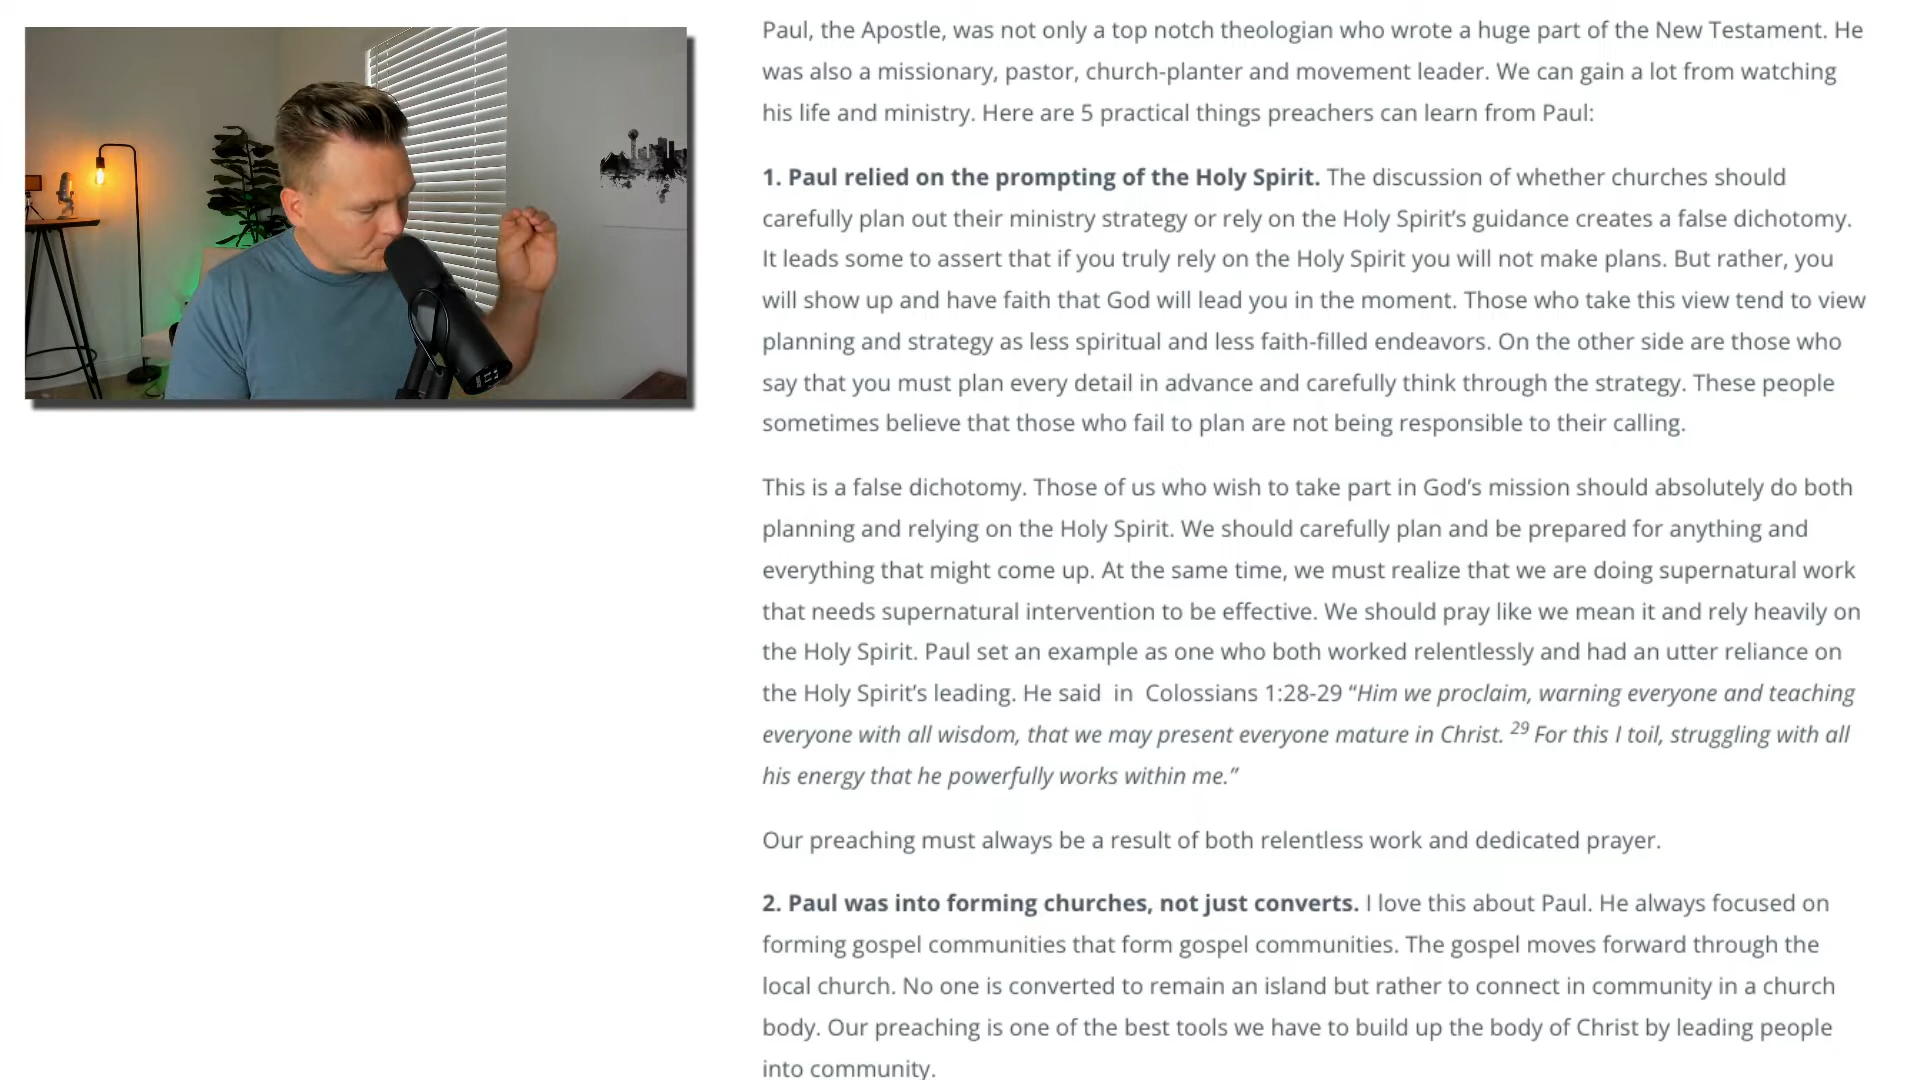 Paul, the Apostle, was not only a top notch theologian who wrote a huge part of the New Testament. He
was also a missionary, pastor, church-planter and movement leader. We can gain a lot from watching
his life and ministry. Here are 5 practical things preachers can learn from Paul:
1. Paul relied on the prompting of the Holy Spirit. The discussion of whether churches should
carefully plan out their ministry strategy or rely on the Holy Spirit’s guidance creates a false dichotomy.
It leads some to assert that if you truly rely on the Holy Spirit you will not make plans. But rather, you
will show up and have faith that God will lead you in the moment. Those who take this view tend to view
planning and strategy as less spiritual and less faith-filled endeavors. On the other side are those who
say that you must plan every detail in advance and carefully think through the strategy. These people
sometimes believe that those who fail to plan are not being responsible to their calling.
This is a false dichotomy. Those of us who wish to take part in God’s mission should absolutely do both
planning and relying on the Holy Spirit. We should carefully plan and be prepared for anything and
everything that might come up. At the same time, we must realize that we are doing supernatural work
that needs supernatural intervention to be effective. We should pray like we mean it and rely heavily on
the Holy Spirit. Paul set an example as one who both worked relentlessly and had an utter reliance on
the Holy Spirit’s leading. He said in Colossians 1:28-29 “Him we proclaim, warning everyone and teaching
everyone with all wisdom, that we may present everyone mature in Christ. 29 For this I toil, struggling with all
his energy that he powerfully works within me.”
Our preaching must always be a result of both relentless work and dedicated prayer.
2. Paul was into forming churches, not just converts. I love this about Paul. He always focused on
forming gospel communities that form gospel communities. The gospel moves forward through the
local church. No one is converted to remain an island but rather to connect in community in a church
body. Our preaching is one of the best tools we have to build up the body of Christ by leading people
into community.